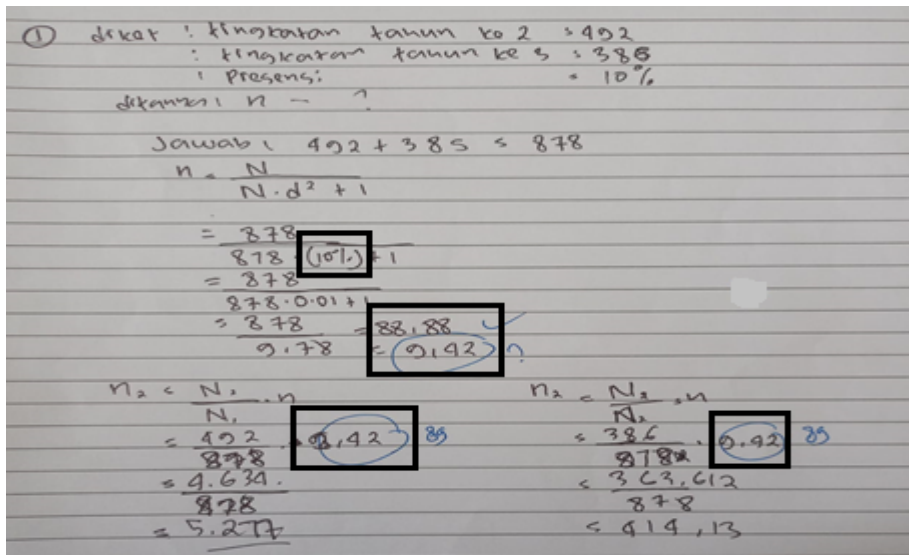 ① diket : tingkatan tahun ke 2 : 492
: tingkatan tahun ke 3 : 386
: Presensi = 10%
ditanya : n = ?
Jawab : 492 + 385 = 878
n = N / N . d² + 1
= 878 / 878 . (10%) + 1
= 878 / 878 . 0.01 + 1
= 878 / 9.78 = 88,88 ✓
= 9,42 ?
n₂ = N₂ / N₁ . n
= 492 / 878 . 9,42 89
= 4.634 . / 878
= 5.277
n₂ = N₂ / N₂ . n
= 386 / 878 . 9.42 89
= 363,612 / 878
= 414,13